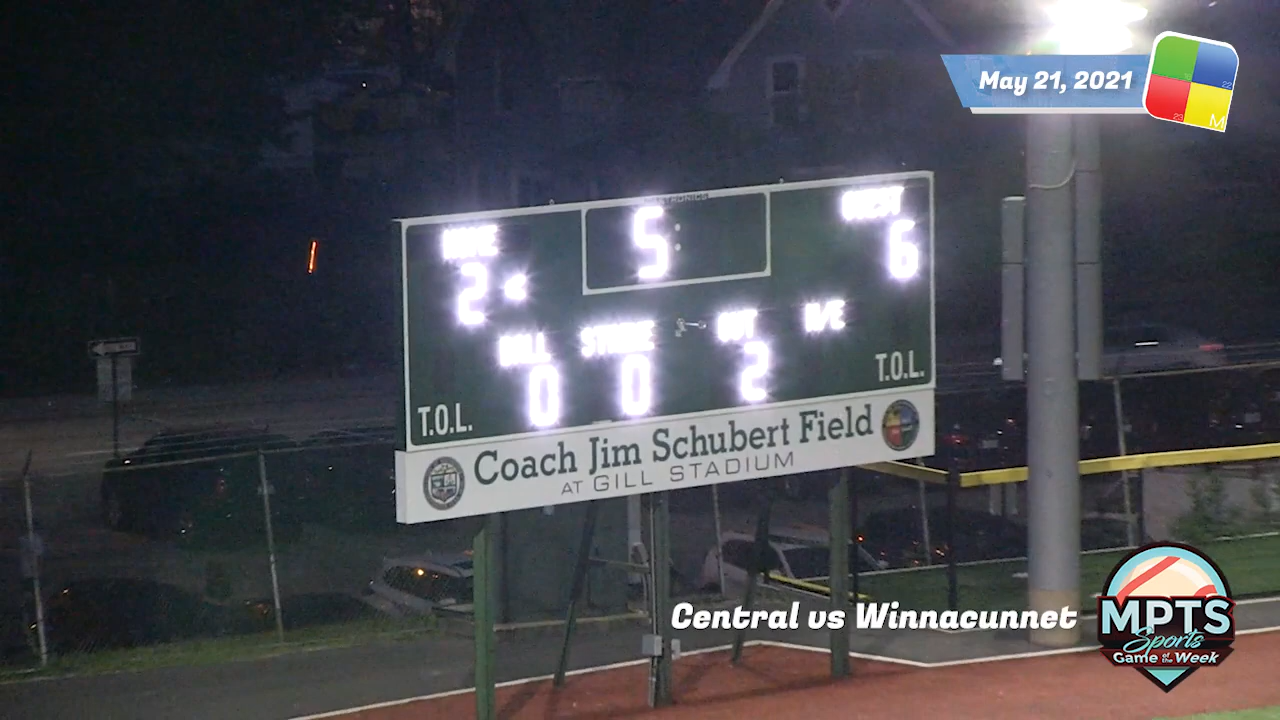 May 21, 2021
M
HOME
5
GUEST
2
6
BALL
STRIKE
OUT
H/E
0
0
2
T.O.L.
T.O.L.
Coach Jim Schubert Field
AT GILL STADIUM
Central vs Winnacunnet
MPTS
Sports
Game of the Week